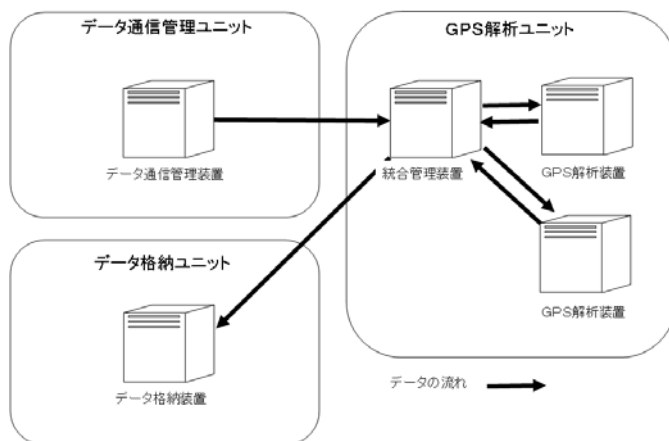 データ通信管理ユニット
データ通信管理装置
GPS解析ユニット
統合管理装置
GPS解析装置
GPS解析装置
データ格納ユニット
データ格納装置
データの流れ